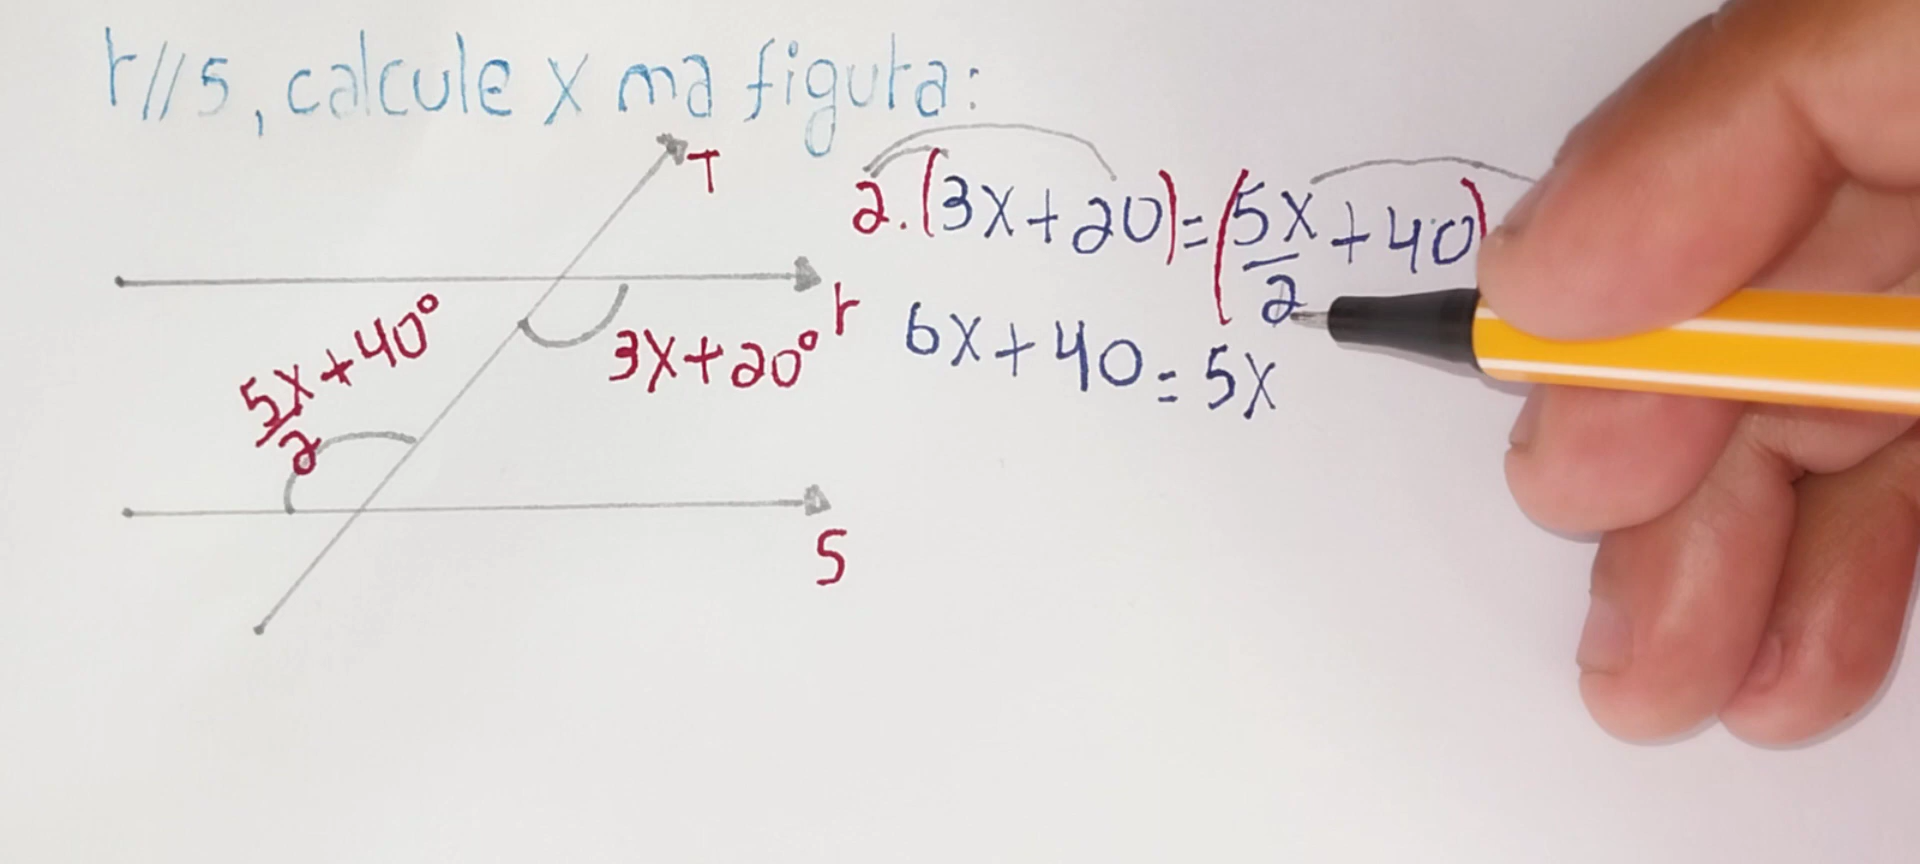 r//s, calcule x na figura:
T
2.(3x+20)=(5x/2+40)
r
5x/2+40°
3x+20°
6x+40=5x
S